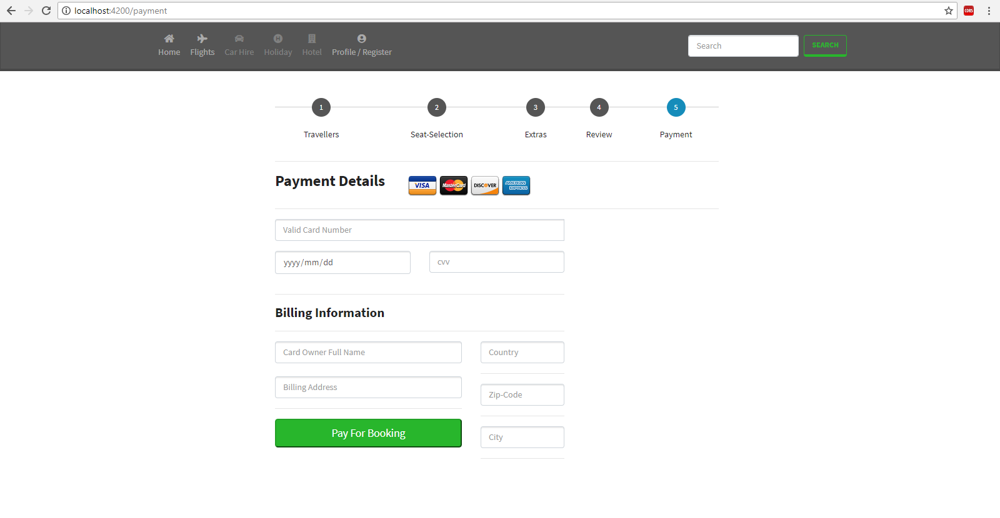 localhost:4200/payment
CORS
Home Flights Car Hire Holiday Hotel Profile / Register Search SEARCH
H
1 2 3 4 5
Travellers Seat-Selection Extras Review Payment
Payment Details VISA MasterCard DISCOVER AMERICAN EXPRESS
Valid Card Number
yyyy/mm/dd cvv
Billing Information
Card Owner Full Name Country
Billing Address Zip-Code
Pay For Booking City